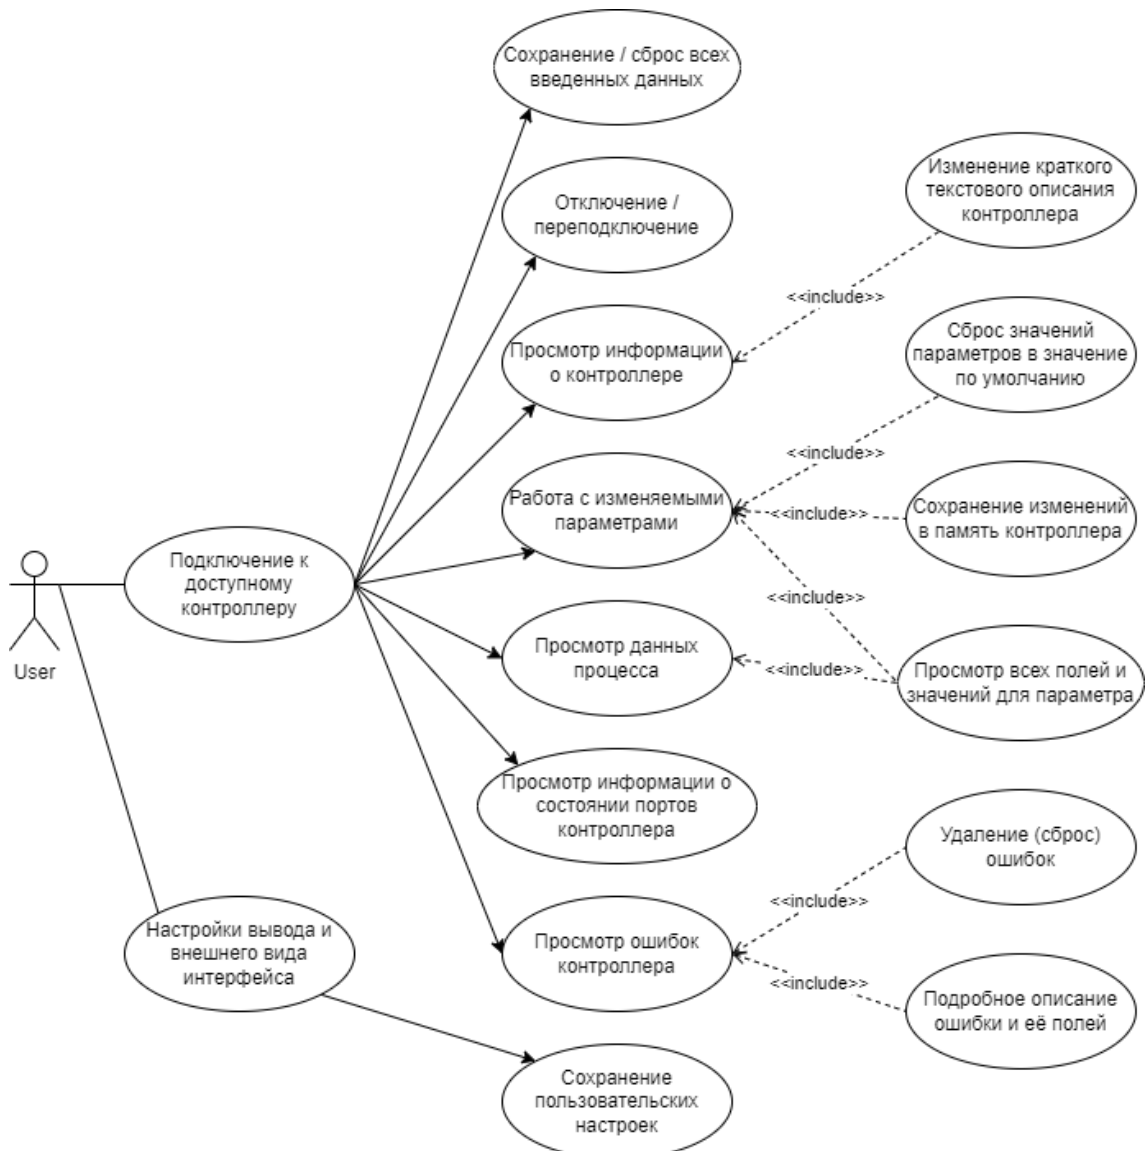 Сохранение / сброс всех
введенных данных
Отключение /
переподключение
Изменение краткого
текстового описания
контроллера
<<include>>
Просмотр информации
о контроллере
Сброс значений
параметров в значение
по умолчанию
<<include>>
Работа с изменяемыми
параметрами
<<include>>
Сохранение изменений
в память контроллера
Подключение к
доступному
контроллеру
User
<<include>>
Просмотр данных
процесса
<<include>>
Просмотр всех полей и
значений для параметра
Просмотр информации о
состоянии портов
контроллера
Удаление (сброс)
ошибок
<<include>>
Настройки вывода и
внешнего вида
интерфейса
Просмотр ошибок
контроллера
<<include>>
Подробное описание
ошибки и её полей
Сохранение
пользовательских
настроек